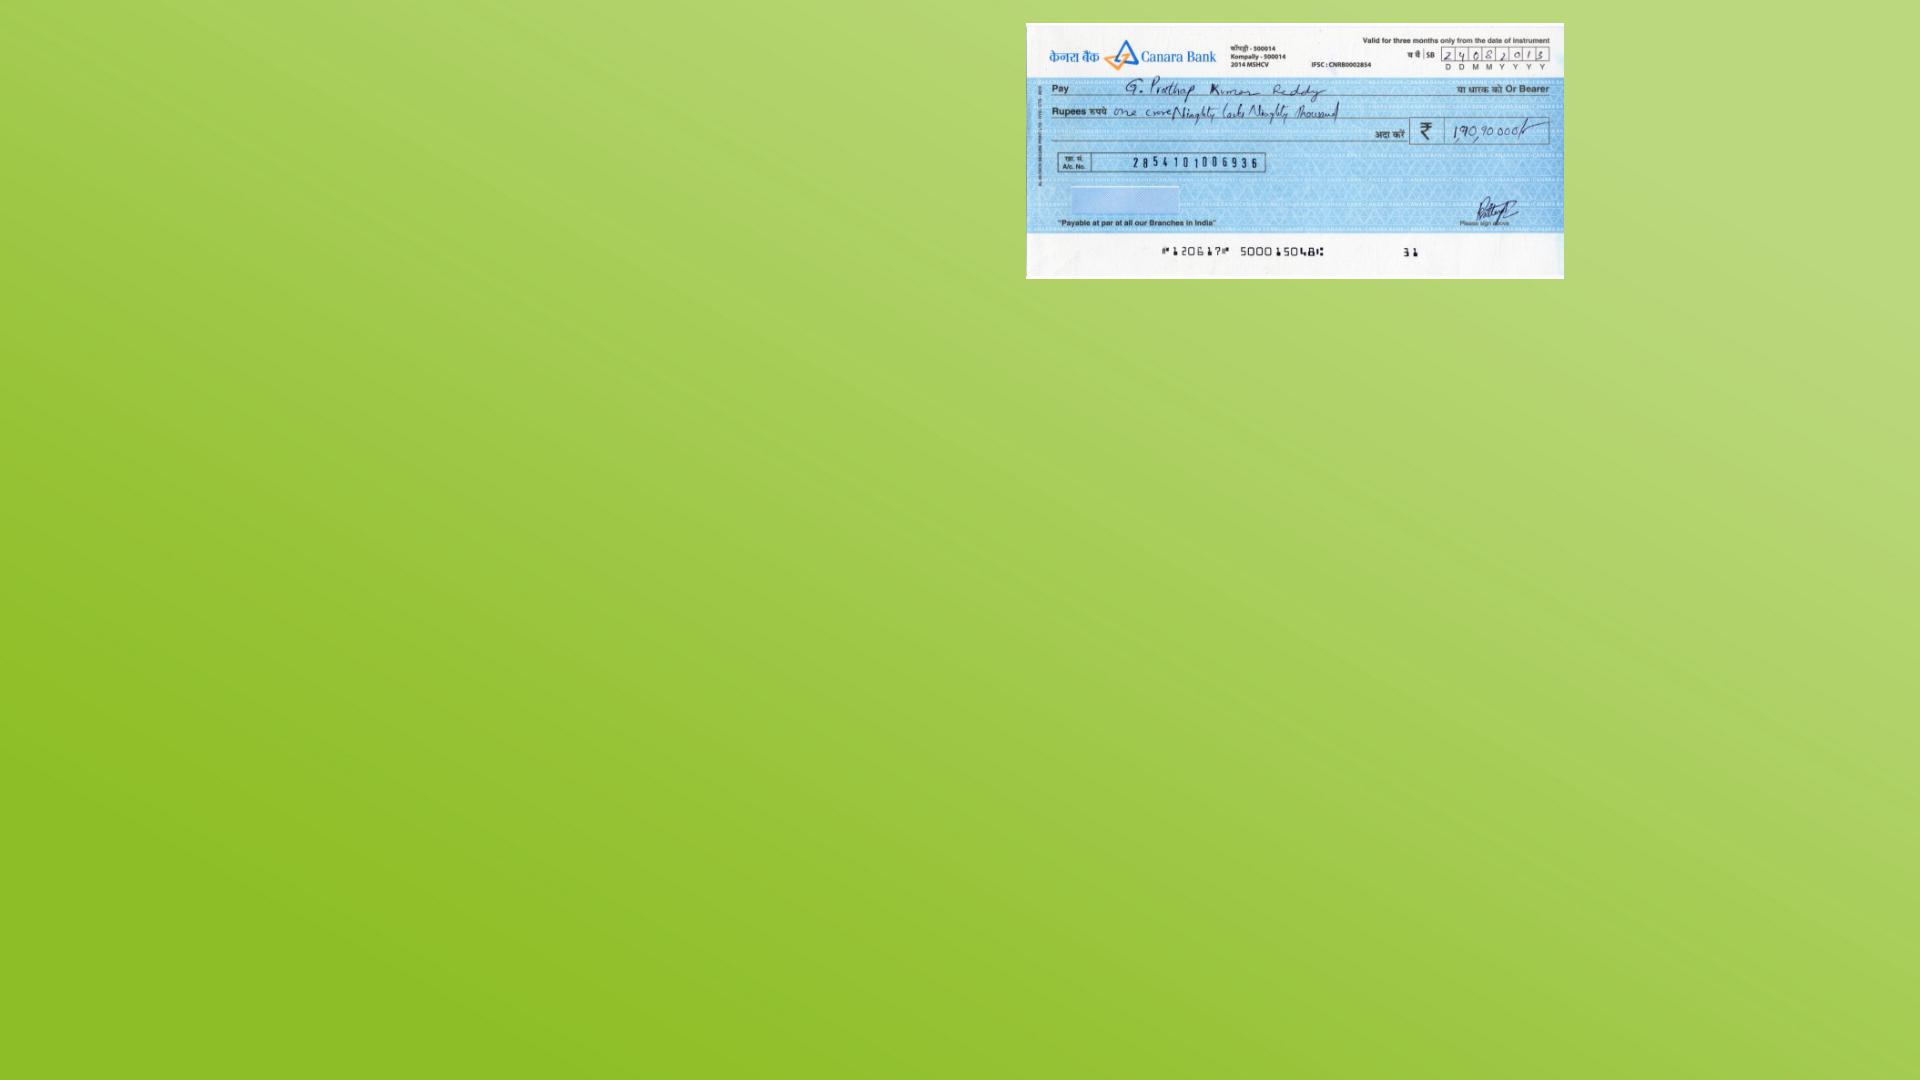 Valid for three months only from the date of instrument
केनरा बैंक Canara Bank
कोंपल्ली - 500014
Kompally - 500014
2014 MSHCV
IFSC : CNRB0002854
ब खै SB 24082015
D D M M Y Y Y Y
Pay G. Prathap Kumar Reddy या धारक को Or Bearer
Rupees रुपये One crore Ninghty Lacks Ninghty Thousand
अदा करें ₹ 1,90,90,000/-
खा. सं.
A/c. No. 2854101006936
"Payable at par at all our Branches in India"
Please sign above
⑈120617⑈ 500015048⑆ 31